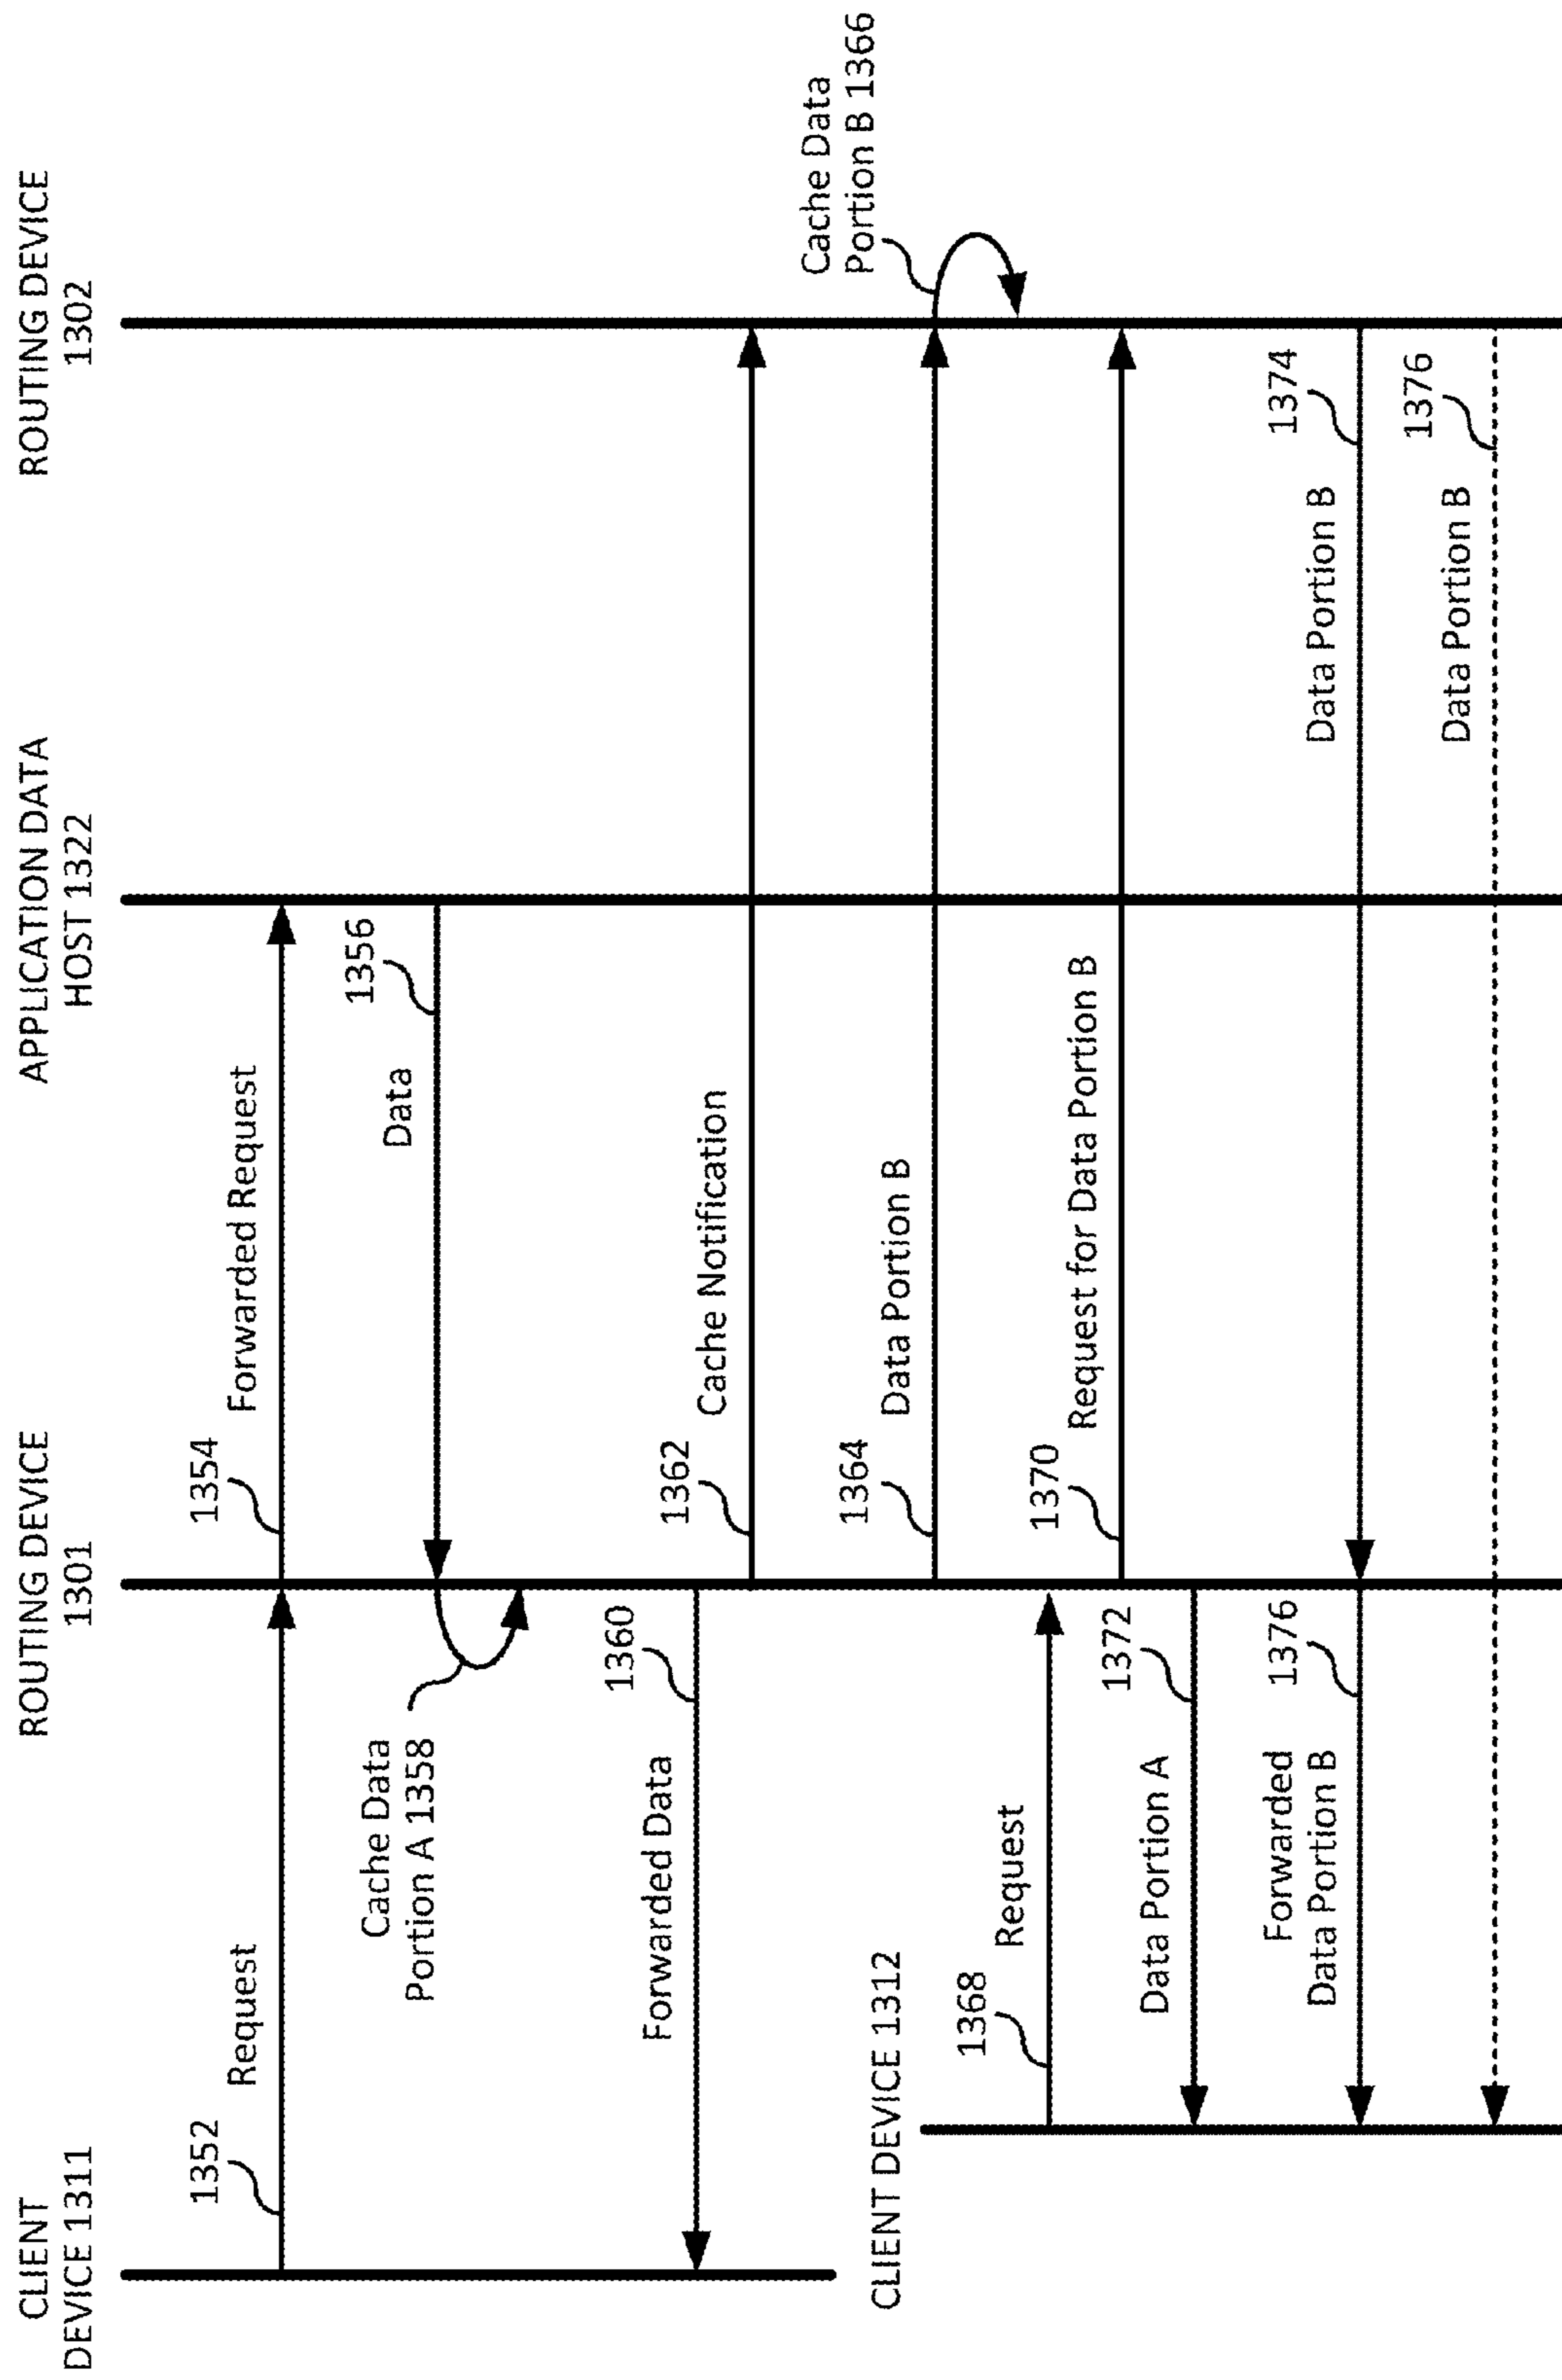 CLIENT
DEVICE 1311
ROUTING DEVICE
1301
APPLICATION DATA
HOST 1322
ROUTING DEVICE
1302
1352
Request
1354
Forwarded Request
1356
Data
Cache Data
Portion A 1358
1360
Forwarded Data
1362
Cache Notification
1364
Data Portion B
Cache Data
Portion B 1366
CLIENT DEVICE 1312
1368
Request
1370
Request for Data Portion B
1372
Data Portion A
1374
Data Portion B
1376
Forwarded
Data Portion B
1376
Data Portion B